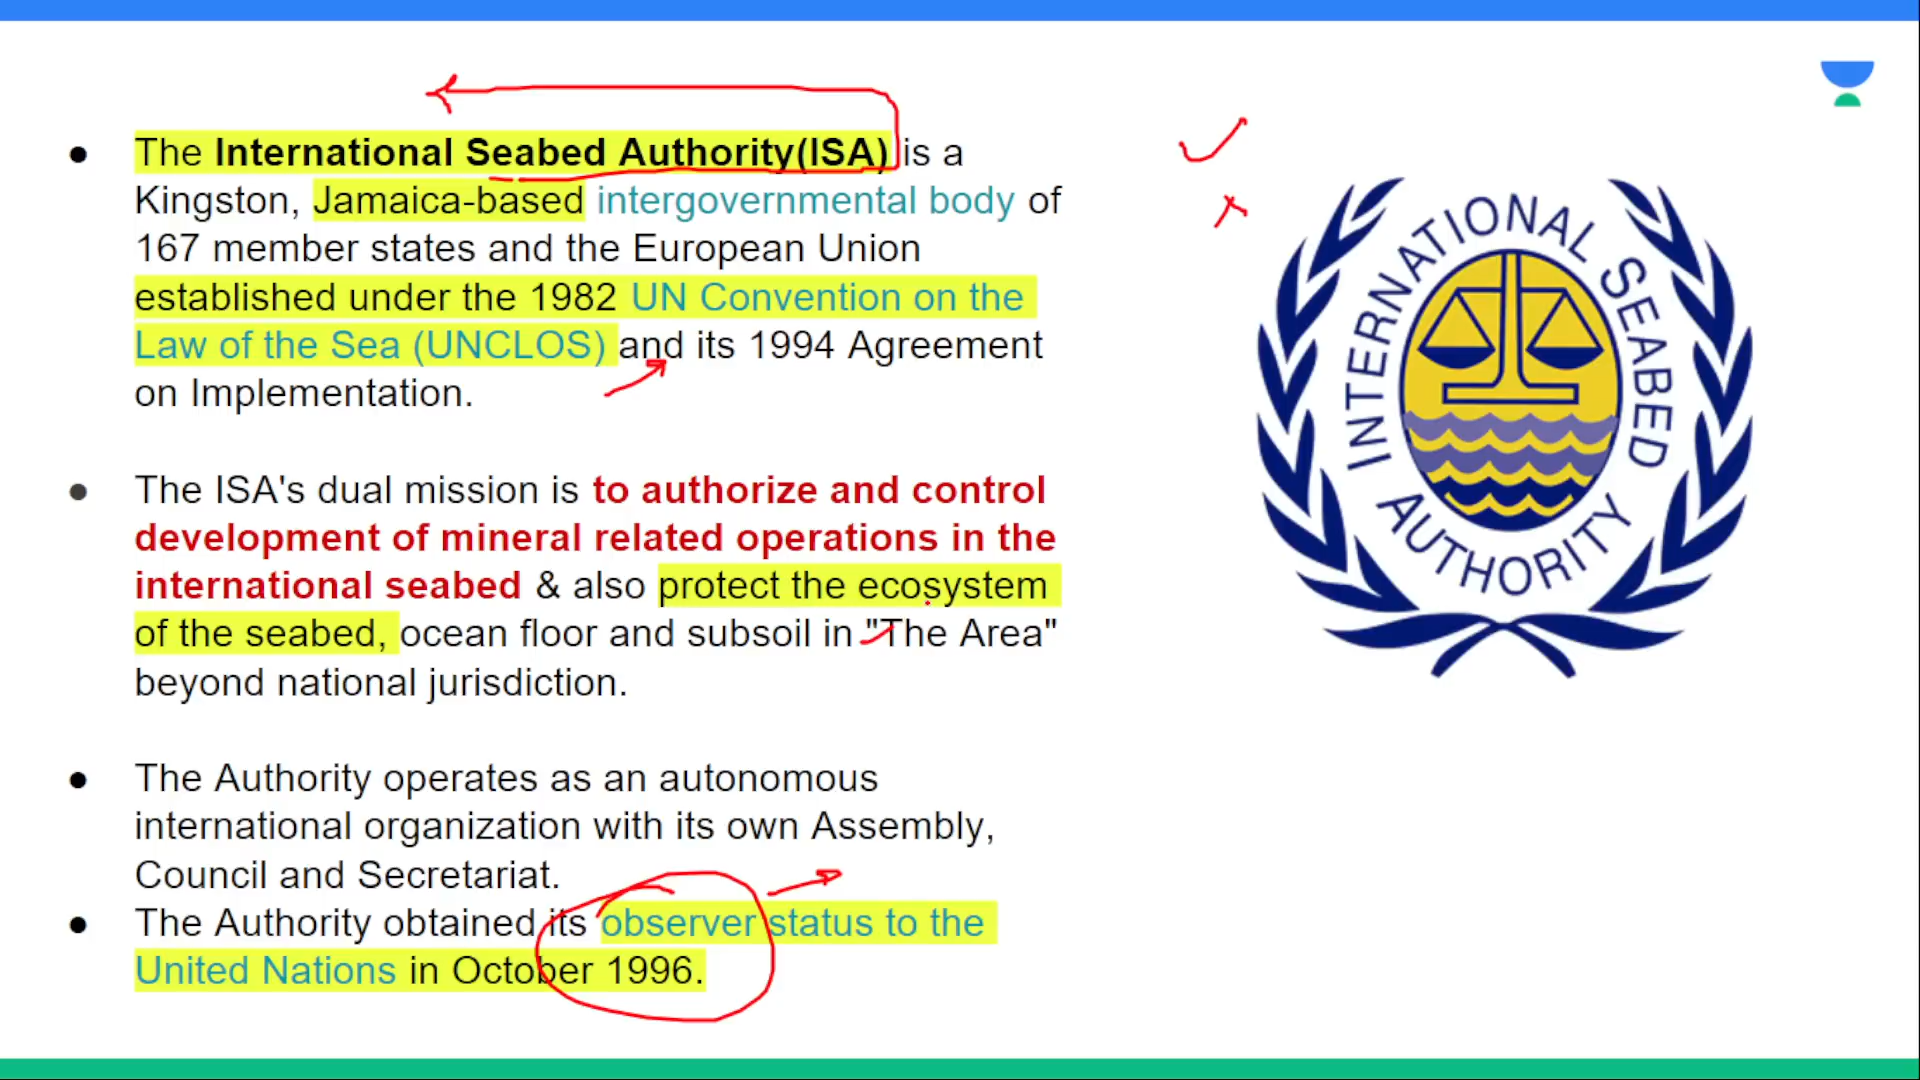 The International Seabed Authority(ISA) is a
Kingston, Jamaica-based intergovernmental body of
167 member states and the European Union
established under the 1982 UN Convention on the
Law of the Sea (UNCLOS) and its 1994 Agreement
on Implementation.
The ISA's dual mission is to authorize and control
development of mineral related operations in the
international seabed & also protect the ecosystem
of the seabed, ocean floor and subsoil in "The Area"
beyond national jurisdiction.
The Authority operates as an autonomous
international organization with its own Assembly,
Council and Secretariat.
The Authority obtained its observer status to the
United Nations in October 1996.
INTERNATIONAL SEABED
AUTHORITY